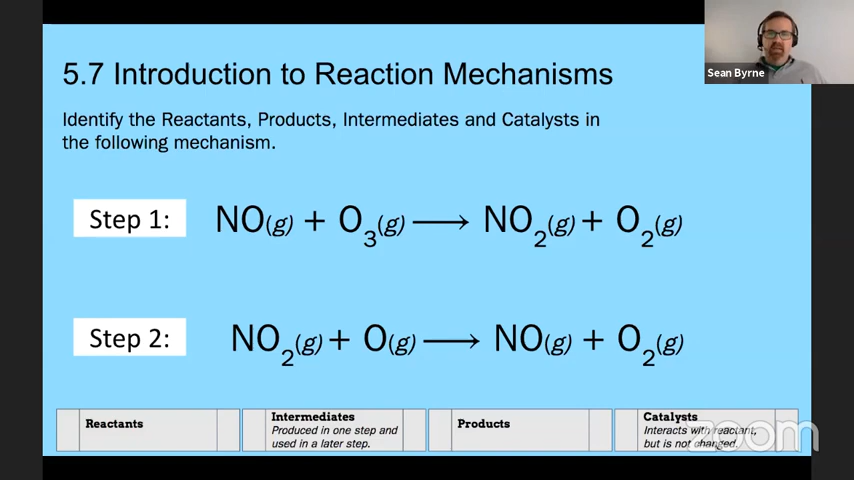 Sean Byrne
5.7 Introduction to Reaction Mechanisms
Identify the Reactants, Products, Intermediates and Catalysts in
the following mechanism.
Step 1: NO(g) + O₃(g) ⟶ NO₂(g) + O₂(g)
Step 2: NO₂(g) + O(g) ⟶ NO(g) + O₂(g)
Reactants
Intermediates
Produced in one step and
used in a later step.
Products
Catalysts
Interacts with reactant,
but is not changed.
zoom